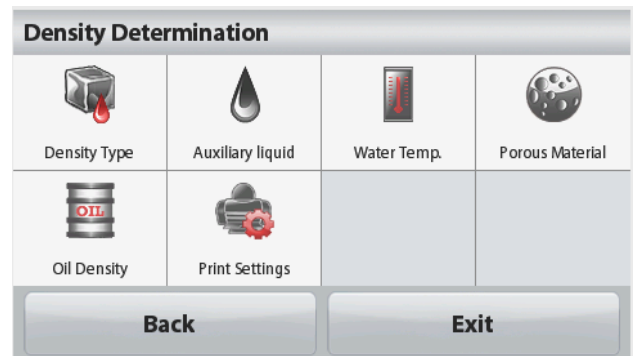 Density Determination
Density Type
Auxiliary liquid
Water Temp.
Porous Material
OIL
Oil Density
Print Settings
Back
Exit